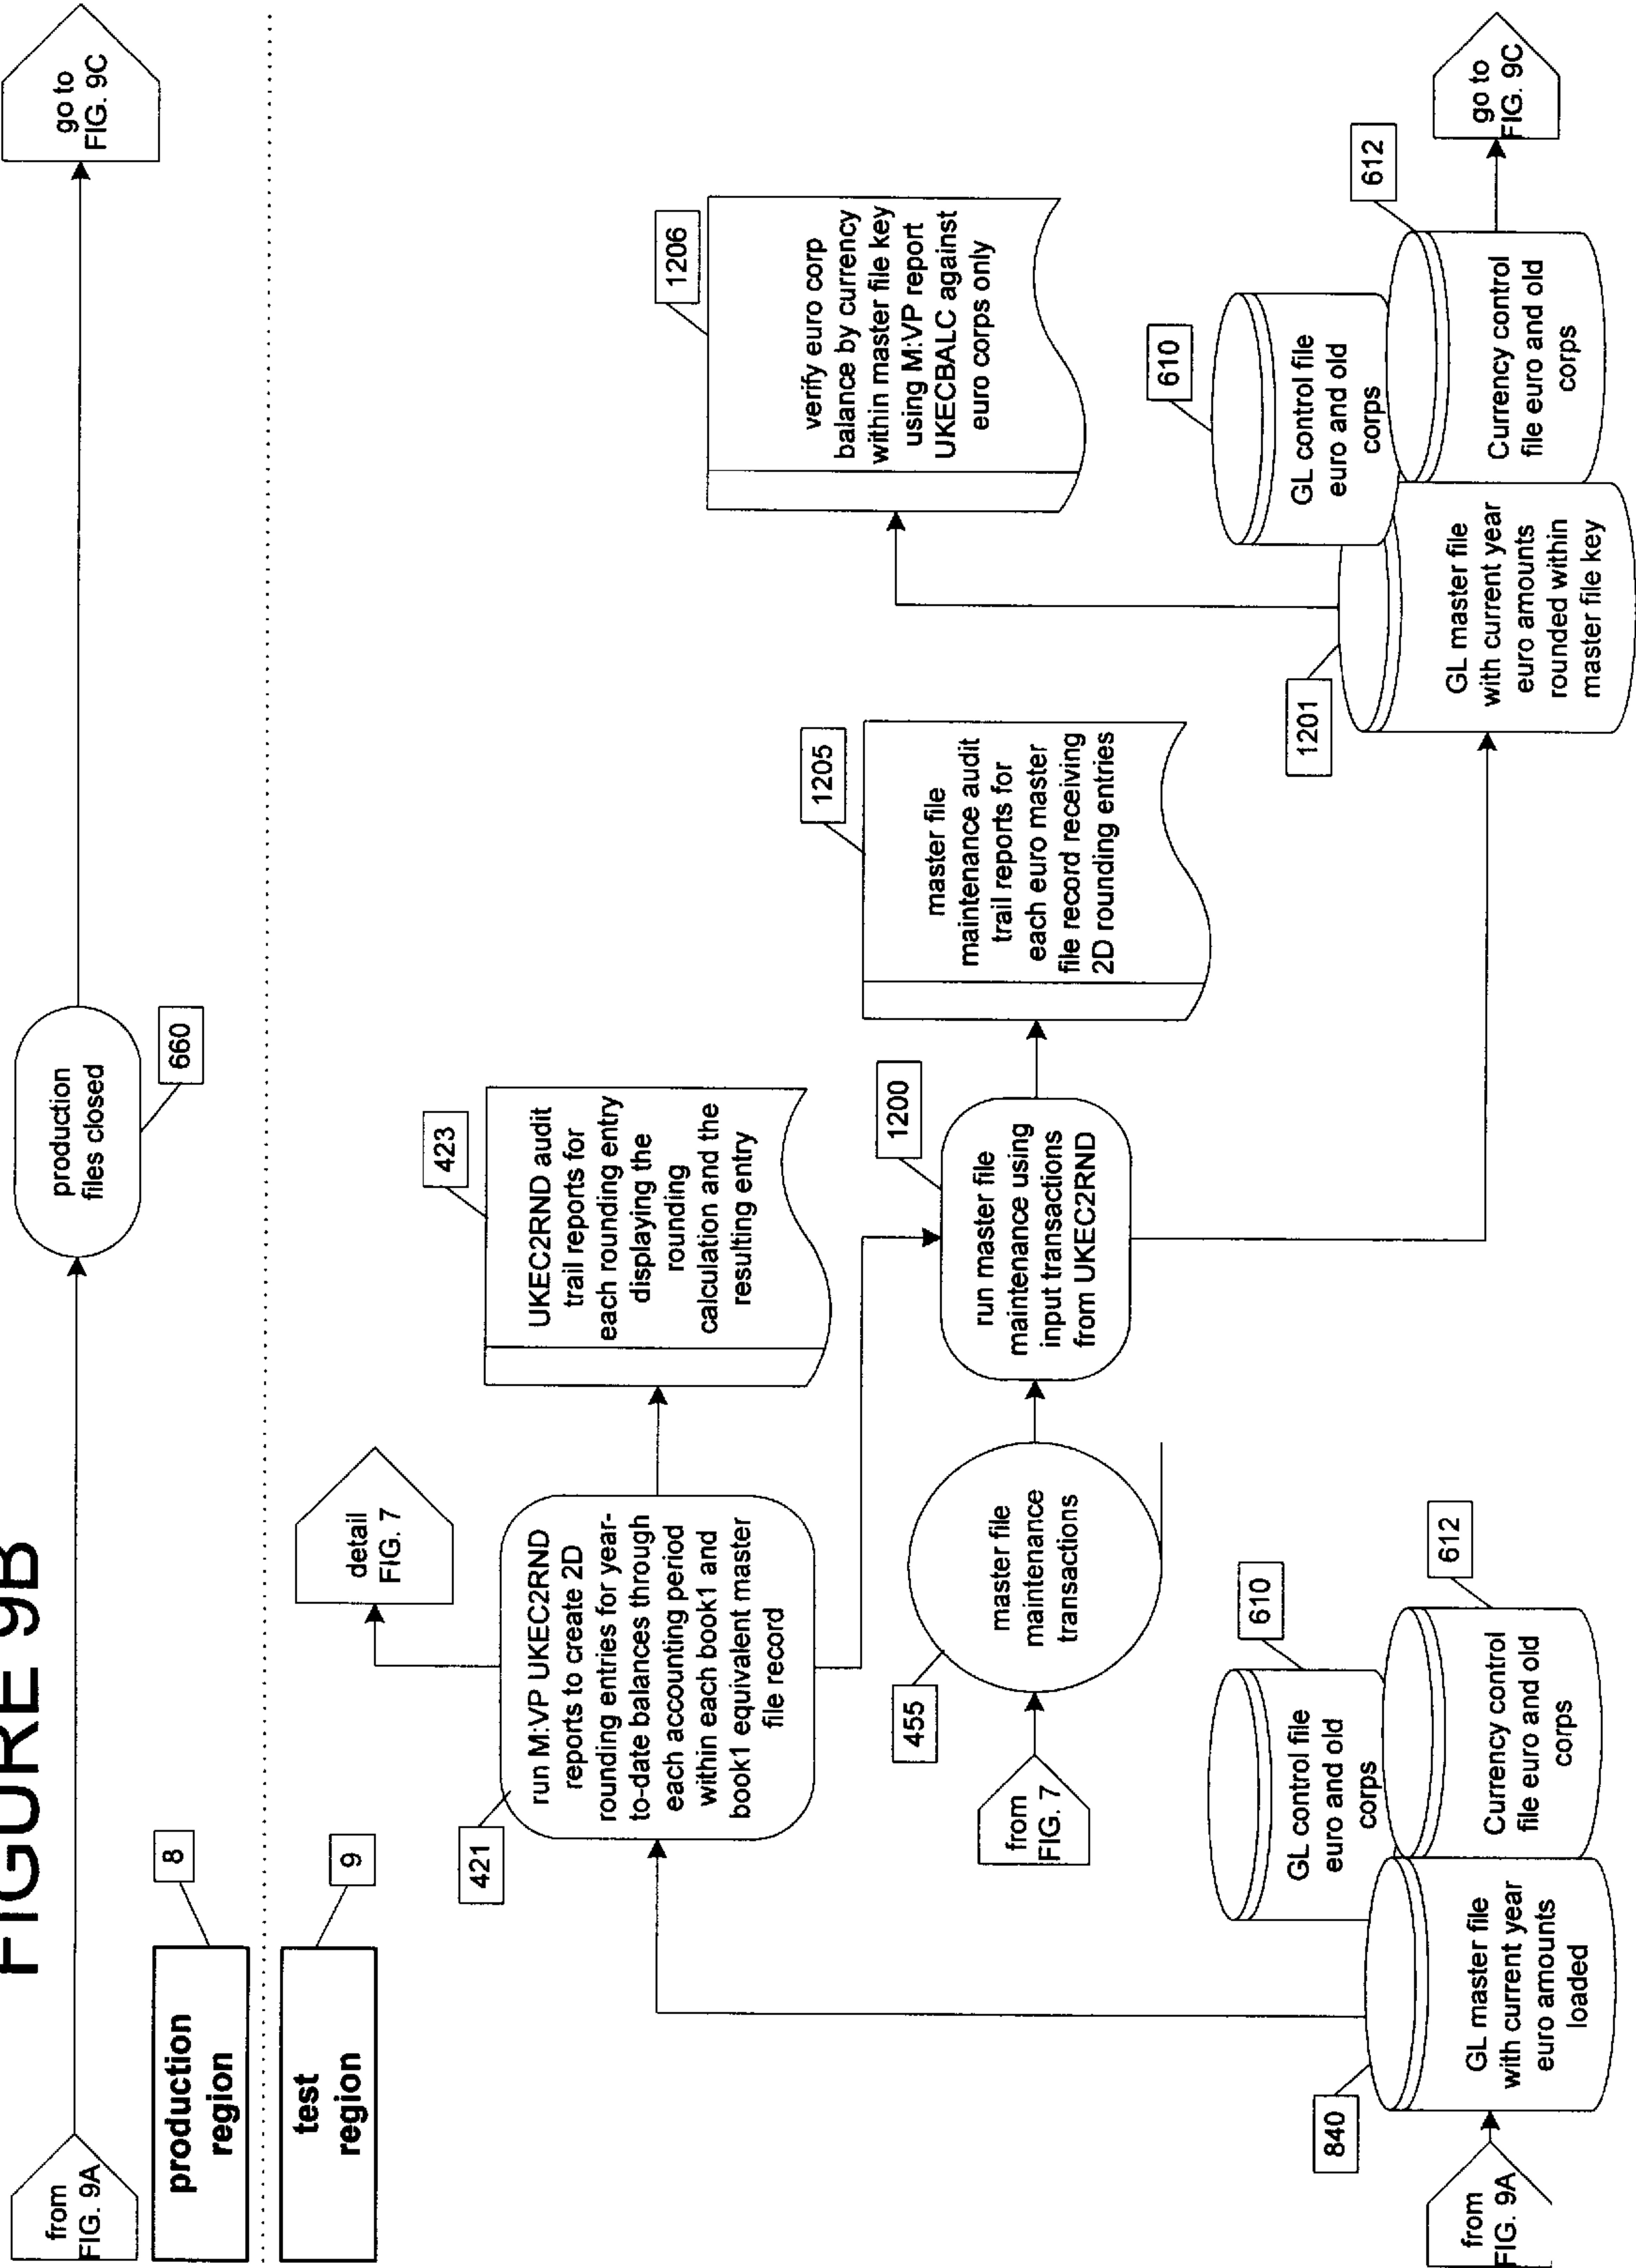 FIGURE 9B
from
FIG. 9A
production
files closed
660
go to
FIG. 9C
production
region
8
test
region
9
detail
FIG. 7
421
run M:VP UKEC2RND
reports to create 2D
rounding entries for year-
to-date balances through
each accounting period
within each book1 and
book1 equivalent master
file record
423
UKEC2RND audit
trail reports for
each rounding entry
displaying the
rounding
calculation and the
resulting entry
from
FIG. 7
455
master file
maintenance
transactions
1200
run master file
maintenance using
input transactions
from UKEC2RND
1205
master file
maintenance audit
trail reports for
each euro master
file record receiving
2D rounding entries
1206
verify euro corp
balance by currency
within master file key
using M:VP report
UKECBALC against
euro corps only
from
FIG. 9A
840
GL master file
with current year
euro amounts
loaded
610
GL control file
euro and old
corps
612
Currency control
file euro and old
corps
1201
GL master file
with current year
euro amounts
rounded within
master file key
610
GL control file
euro and old
corps
612
Currency control
file euro and old
corps
go to
FIG. 9C